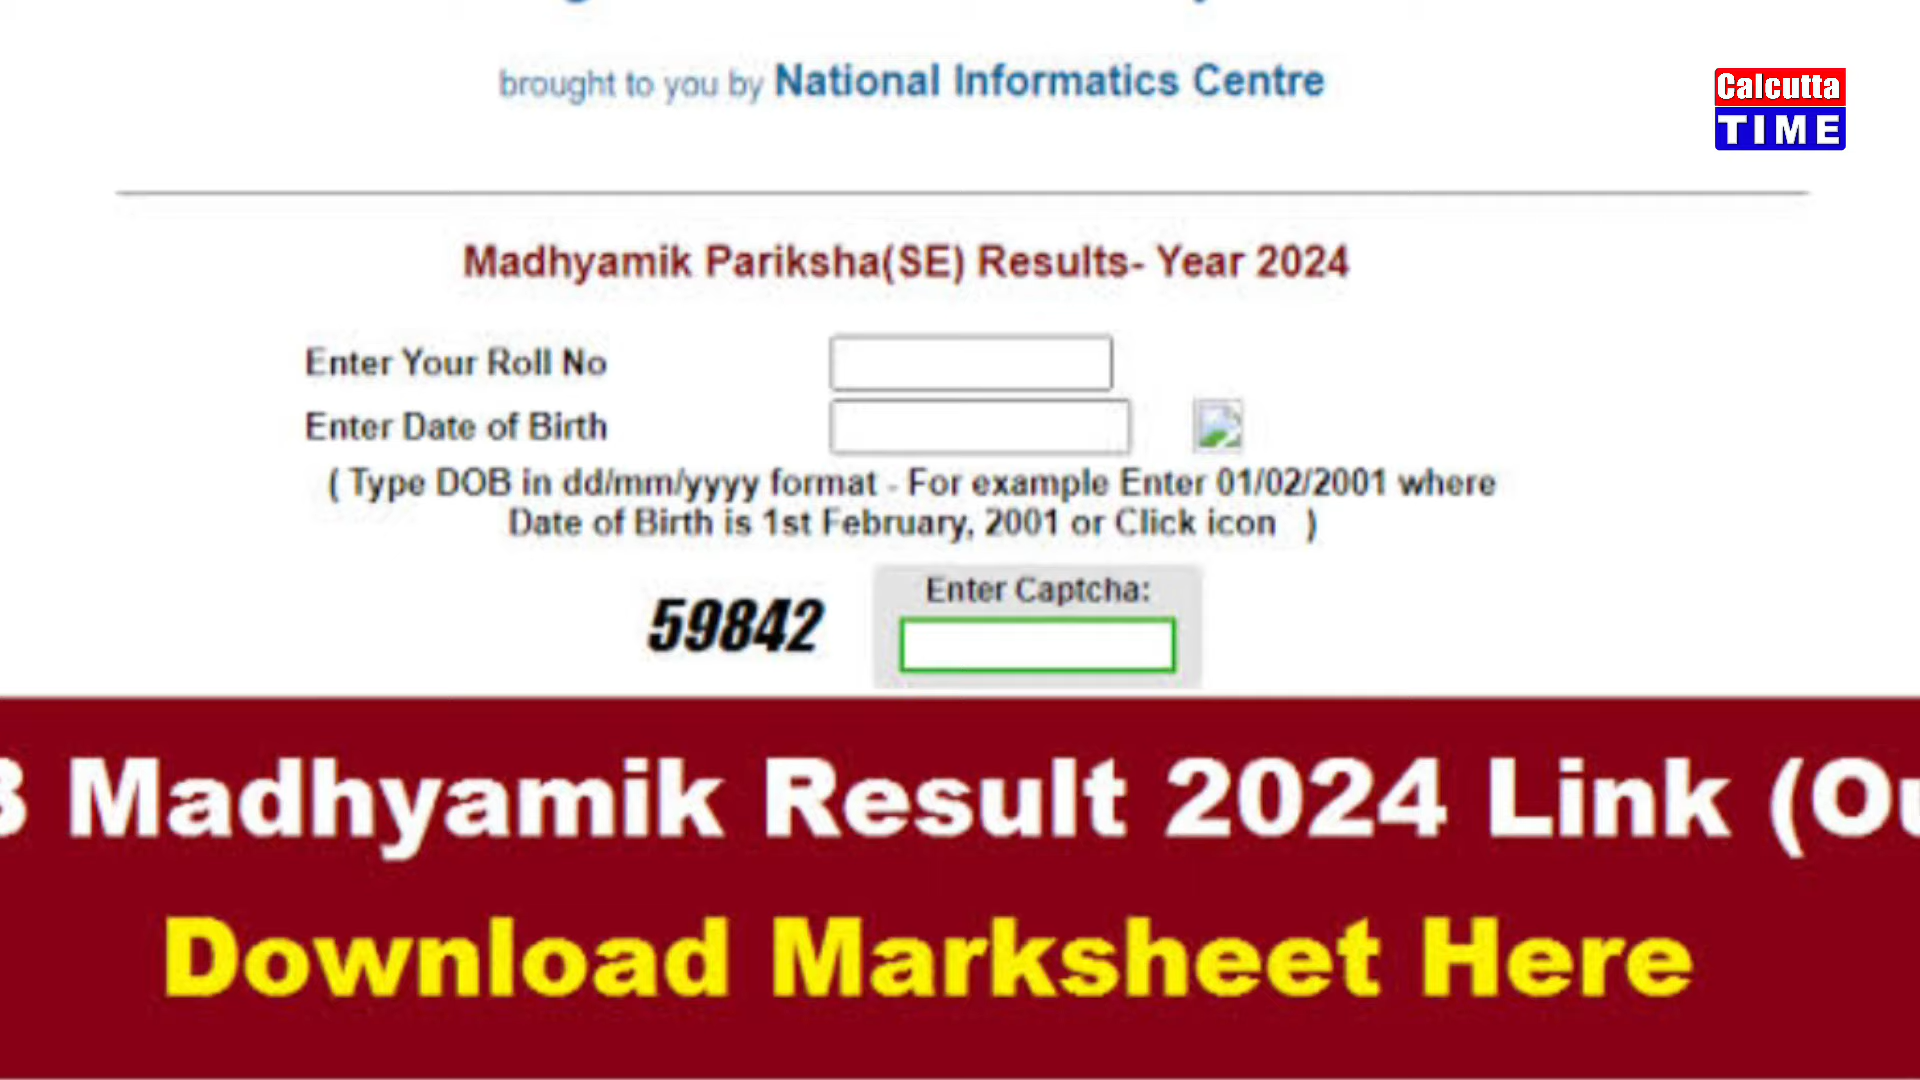 brought to you by National Informatics Centre
Calcutta
TIME
Madhyamik Pariksha(SE) Results- Year 2024
Enter Your Roll No
Enter Date of Birth
( Type DOB in dd/mm/yyyy format - For example Enter 01/02/2001 where
Date of Birth is 1st February, 2001 or Click icon )
Enter Captcha:
59842
Madhyamik Result 2024 Link
Download Marksheet Here